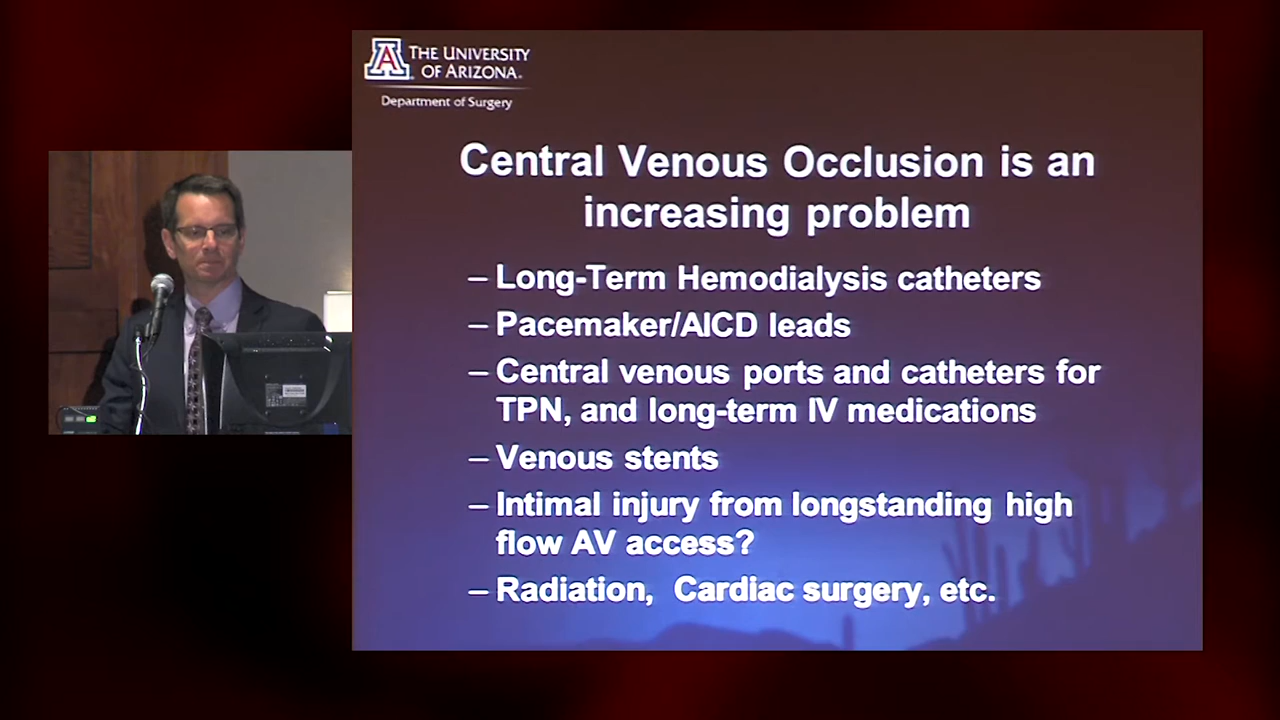 THE UNIVERSITY
OF ARIZONA.
Department of Surgery
Central Venous Occlusion is an
increasing problem
– Long-Term Hemodialysis catheters
– Pacemaker/AICD leads
– Central venous ports and catheters for
TPN, and long-term IV medications
– Venous stents
– Intimal injury from longstanding high
flow AV access?
– Radiation, Cardiac surgery, etc.